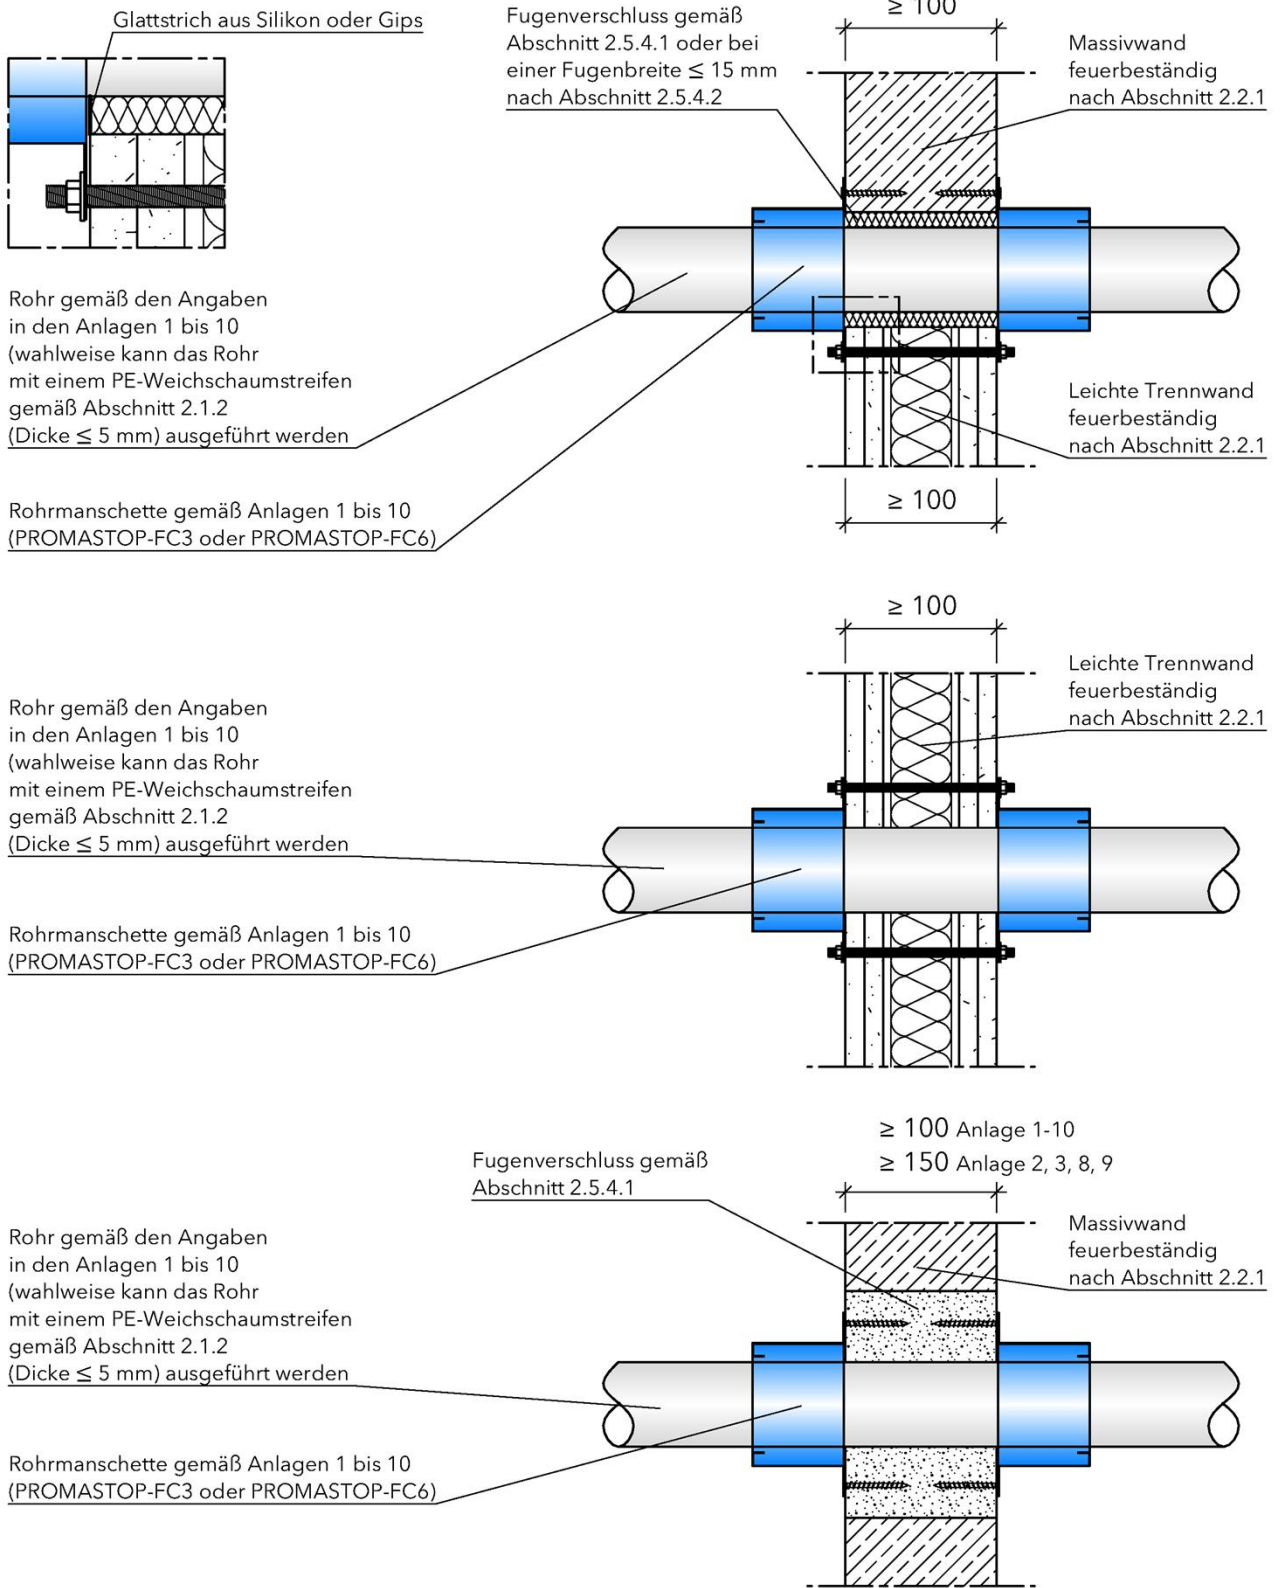 Glattstrich aus Silikon oder Gips
Fugenverschluss gemäß
Abschnitt 2.5.4.1 oder bei
einer Fugenbreite ≤ 15 mm
nach Abschnitt 2.5.4.2
≥ 100
Massivwand
feuerbeständig
nach Abschnitt 2.2.1
Rohr gemäß den Angaben
in den Anlagen 1 bis 10
(wahlweise kann das Rohr
mit einem PE-Weichschaumstreifen
gemäß Abschnitt 2.1.2
(Dicke ≤ 5 mm) ausgeführt werden
Leichte Trennwand
feuerbeständig
nach Abschnitt 2.2.1
Rohrmanschette gemäß Anlagen 1 bis 10
(PROMASTOP-FC3 oder PROMASTOP-FC6)
≥ 100
≥ 100
Leichte Trennwand
feuerbeständig
nach Abschnitt 2.2.1
Rohr gemäß den Angaben
in den Anlagen 1 bis 10
(wahlweise kann das Rohr
mit einem PE-Weichschaumstreifen
gemäß Abschnitt 2.1.2
(Dicke ≤ 5 mm) ausgeführt werden
Rohrmanschette gemäß Anlagen 1 bis 10
(PROMASTOP-FC3 oder PROMASTOP-FC6)
≥ 100 Anlage 1-10
≥ 150 Anlage 2, 3, 8, 9
Fugenverschluss gemäß
Abschnitt 2.5.4.1
Massivwand
feuerbeständig
nach Abschnitt 2.2.1
Rohr gemäß den Angaben
in den Anlagen 1 bis 10
(wahlweise kann das Rohr
mit einem PE-Weichschaumstreifen
gemäß Abschnitt 2.1.2
(Dicke ≤ 5 mm) ausgeführt werden
Rohrmanschette gemäß Anlagen 1 bis 10
(PROMASTOP-FC3 oder PROMASTOP-FC6)